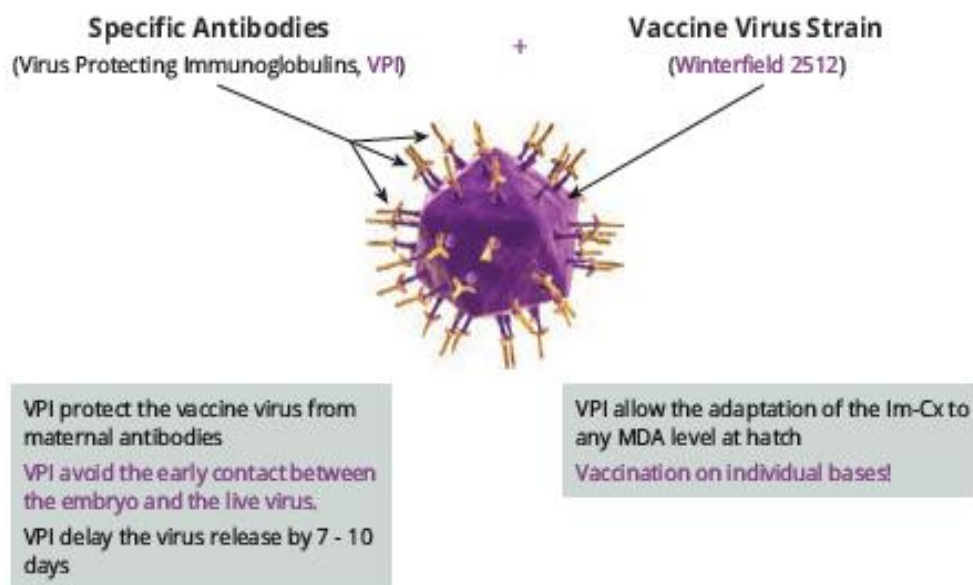 Specific Antibodies
(Virus Protecting Immunoglobulins, VPI)
+
Vaccine Virus Strain
(Winterfield 2512)
VPI protect the vaccine virus from
maternal antibodies
VPI avoid the early contact between
the embryo and the live virus.
VPI delay the virus release by 7 - 10
days
VPI allow the adaptation of the Im-Cx to
any MDA level at hatch
Vaccination on individual bases!